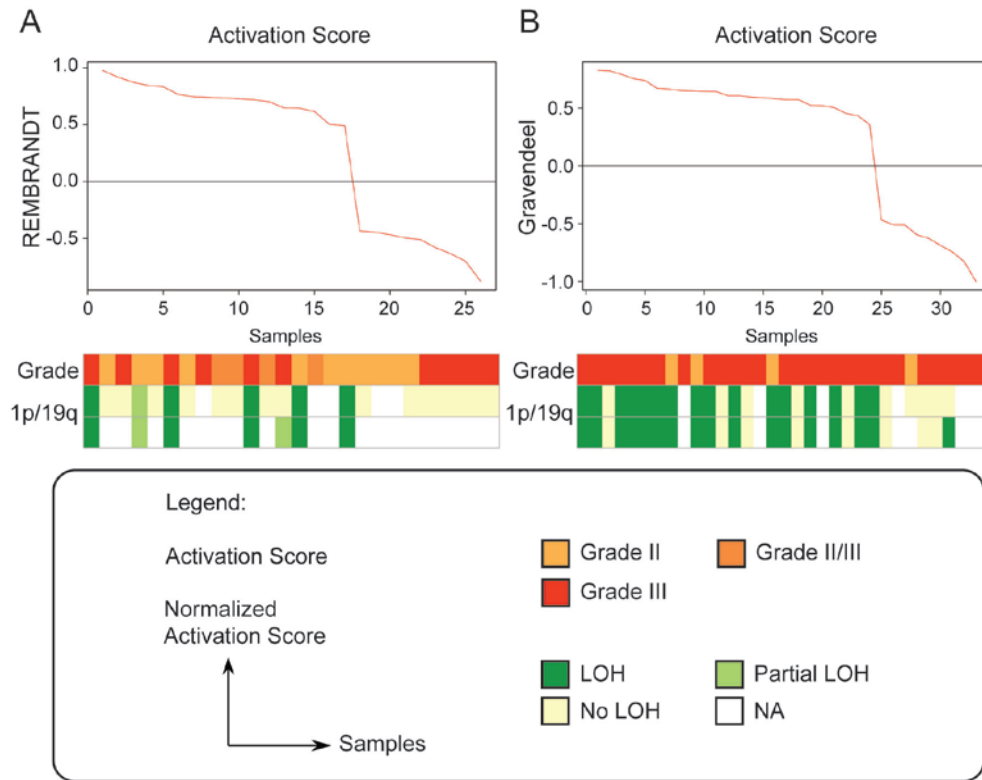 A
Activation Score
REMBRANDT
1.0
0.5
0.0
-0.5
0 5 10 15 20 25
Samples
Grade
1p/19q
B
Activation Score
Gravendeel
0.5
0.0
-0.5
-1.0
0 5 10 15 20 25 30
Samples
Grade
1p/19q
Legend:
Activation Score
Normalized
Activation Score
Samples
Grade II
Grade II/III
Grade III
LOH
Partial LOH
No LOH
NA